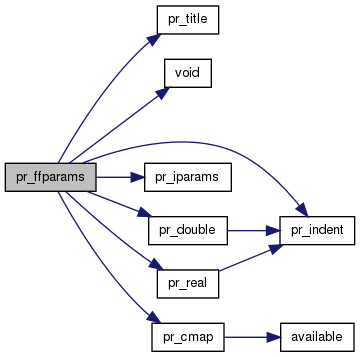 pr_title
void
pr_ffparams
pr_iparams
pr_double
pr_indent
pr_real
pr_cmap
available